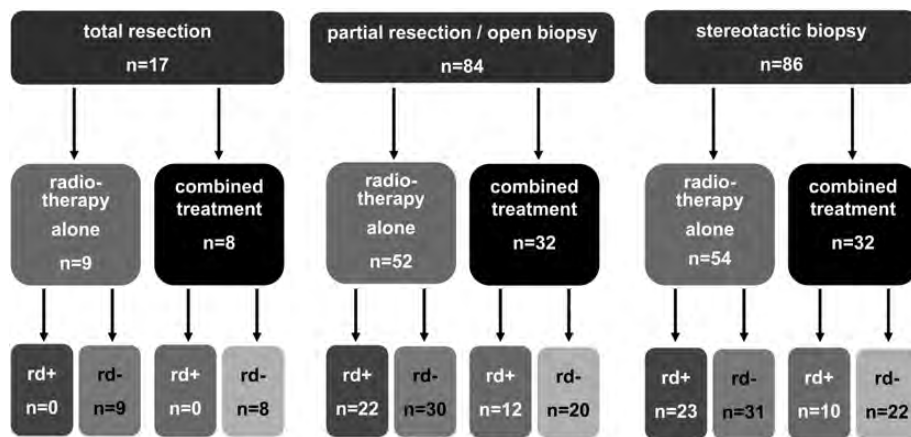 total resection
n=17
partial resection / open biopsy
n=84
stereotactic biopsy
n=86
radio-
therapy
alone
n=9
combined
treatment
n=8
radio-
therapy
alone
n=52
combined
treatment
n=32
radio-
therapy
alone
n=54
combined
treatment
n=32
rd+
n=0
rd-
n=9
rd+
n=0
rd-
n=8
rd+
n=22
rd-
n=30
rd+
n=12
rd-
n=20
rd+
n=23
rd-
n=31
rd+
n=10
rd-
n=22